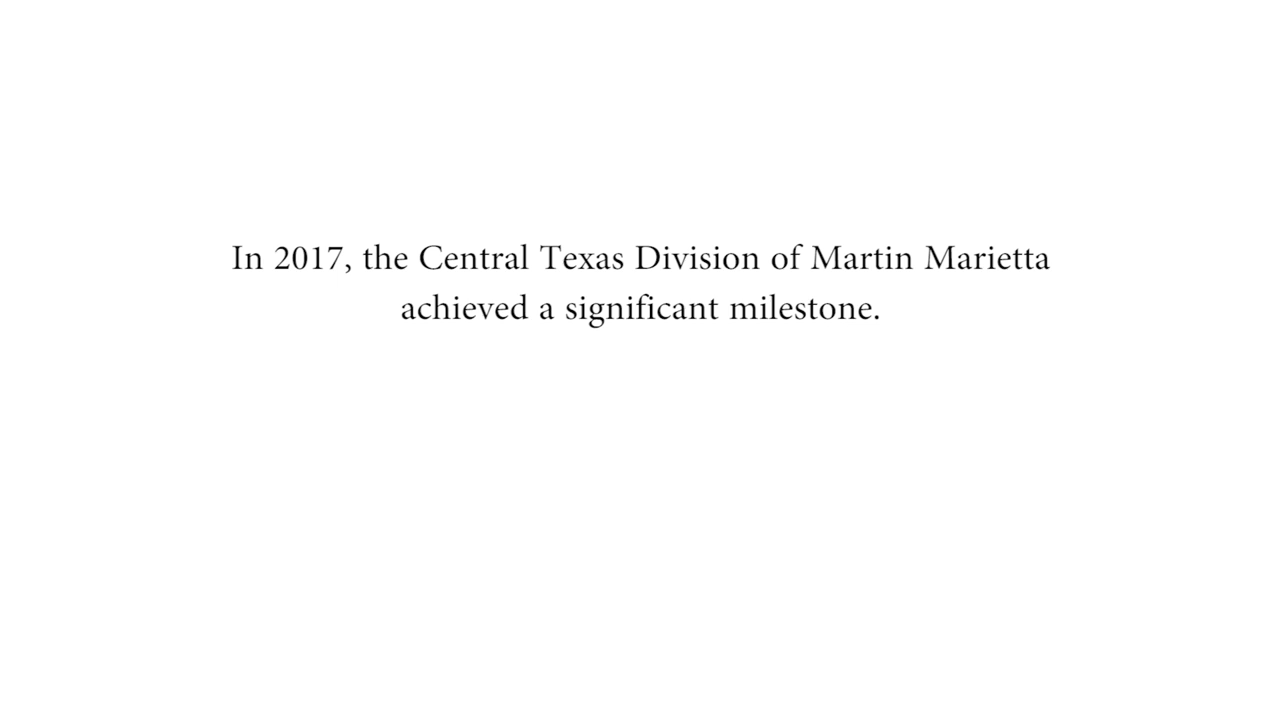 In 2017, the Central Texas Division of Martin Marietta
achieved a significant milestone.